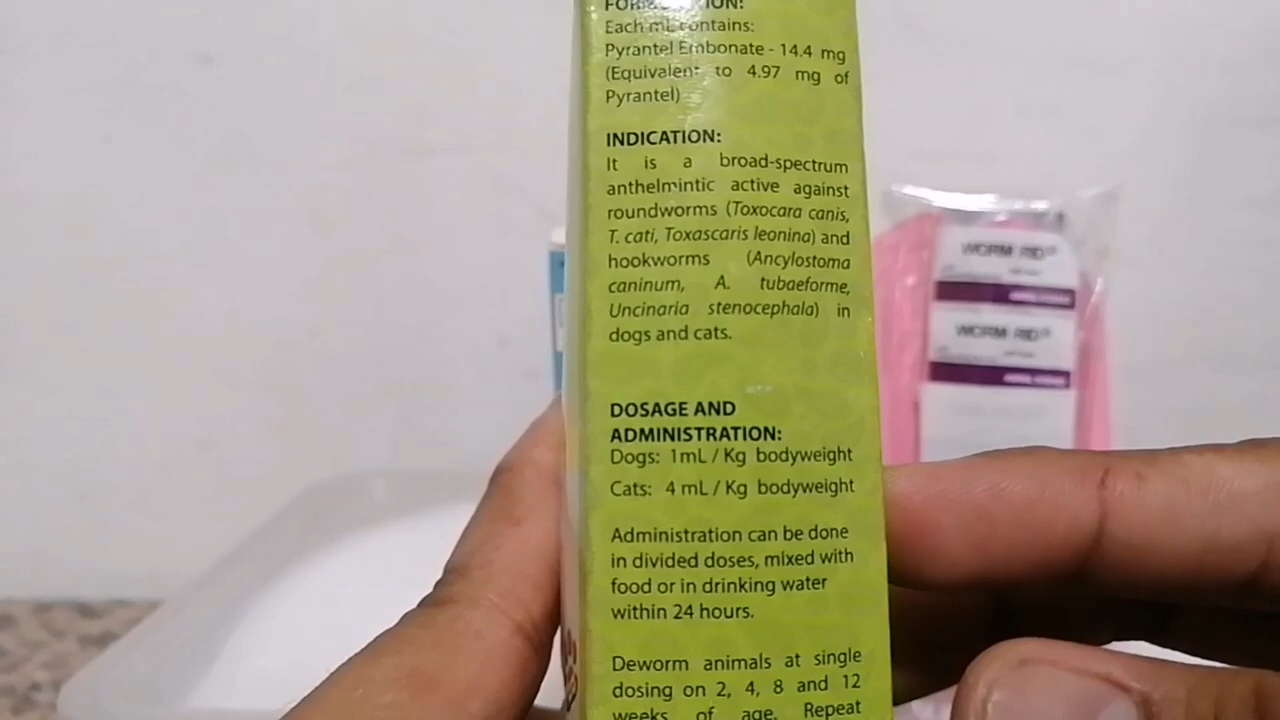 Each mL contains:
Pyrantel Embonate - 14.4 mg
(Equivalent to 4.97 mg of
Pyrantel)
INDICATION:
It is a broad-spectrum
anthelmintic active against
roundworms (Toxocara canis,
T. cati, Toxascaris leonina) and
hookworms (Ancylostoma
caninum, A. tubaeforme,
Uncinaria stenocephala) in
dogs and cats.
DOSAGE AND
ADMINISTRATION:
Dogs: 1mL / Kg bodyweight
Cats: 4 mL / Kg bodyweight
Administration can be done
in divided doses, mixed with
food or in drinking water
within 24 hours.
Deworm animals at single
dosing on 2, 4, 8 and 12
weeks of age. Repeat
WORM RID
WORM RID